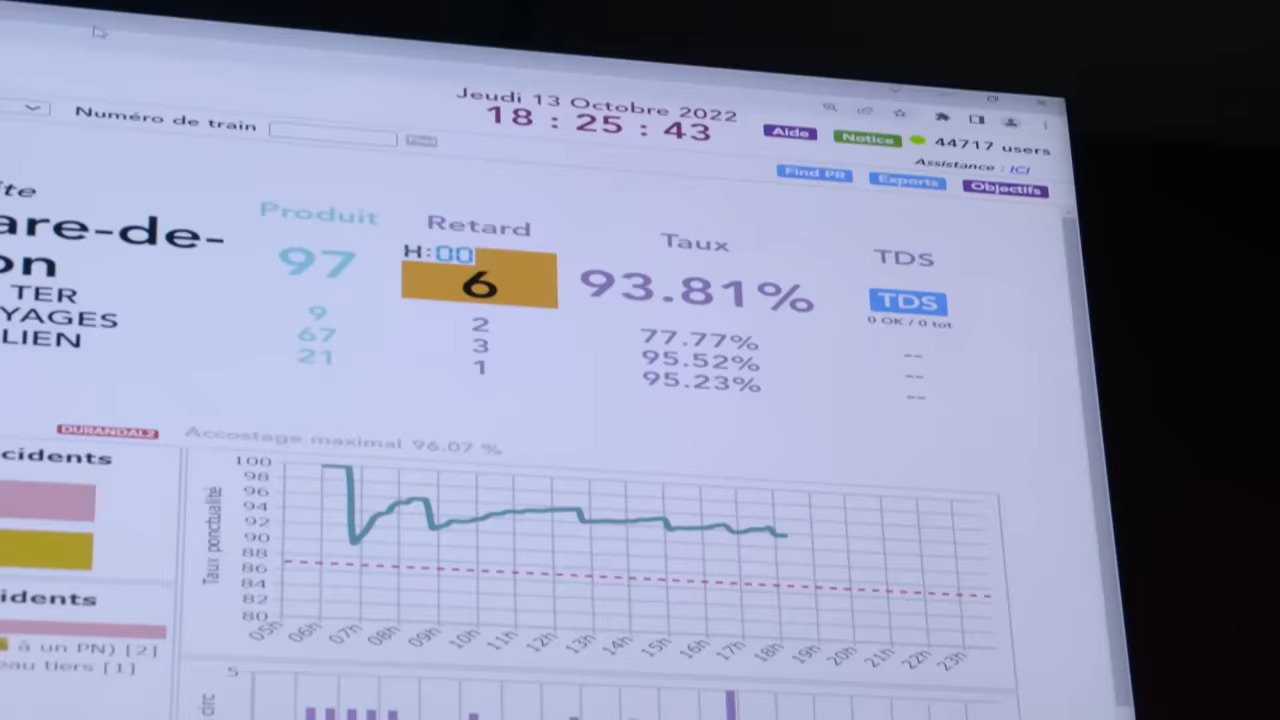 Jeudi 13 Octobre 2022
Numéro de train
18 : 25 : 43
Aide
Notice
44717 users
Assistance : ICI
Find PR
Exports
Objectifs
ite
are-de-
on
Produit
Retard
Taux
TDS
H:00
97
6
93.81%
TDS
0 OK / 0 tot
TER
9
2
77.77%
--
YAGES
67
3
95.52%
--
LIEN
21
1
95.23%
--
DURANDAL2
Accostage maximal 96.07 %
cidents
Taux ponctualité
100
98
96
94
92
90
88
86
84
82
80
05h 06h 07h 08h 09h 10h 11h 12h 13h 14h 15h 16h 17h 18h 19h 20h 21h 22h 23h
idents
à un PN) [2]
eau tiers [1]
5
circ